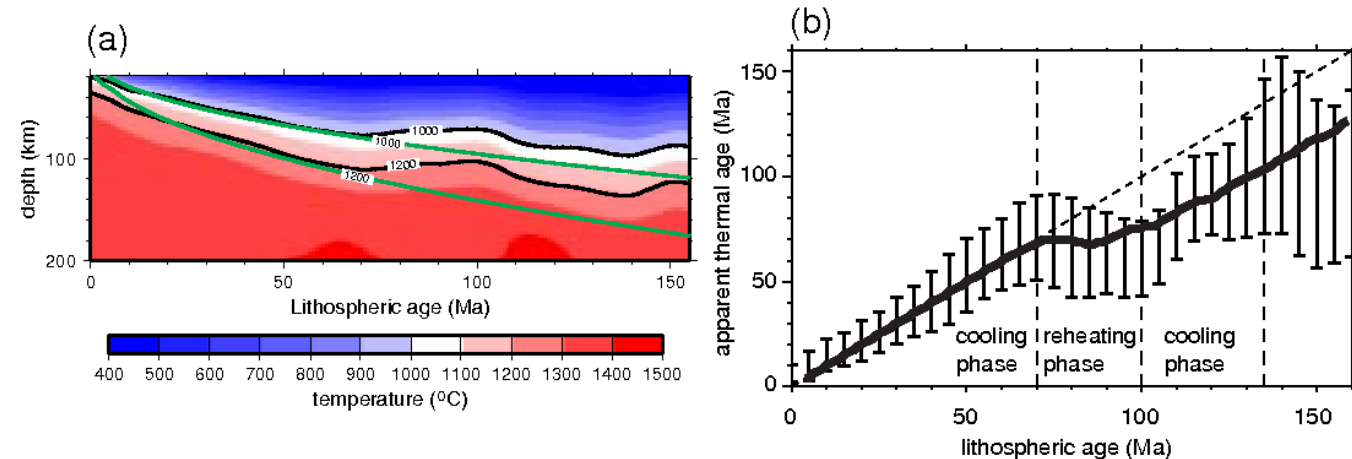 (a)
depth (km)
100
200
1000
1000
1200
1200
0
50
100
150
Lithospheric age (Ma)
400
500
600
700
800
900
1000
1100
1200
1300
1400
1500
temperature (⁰C)
(b)
apparent thermal age (Ma)
150
100
50
0
cooling
phase
reheating
phase
cooling
phase
0
50
100
150
lithospheric age (Ma)